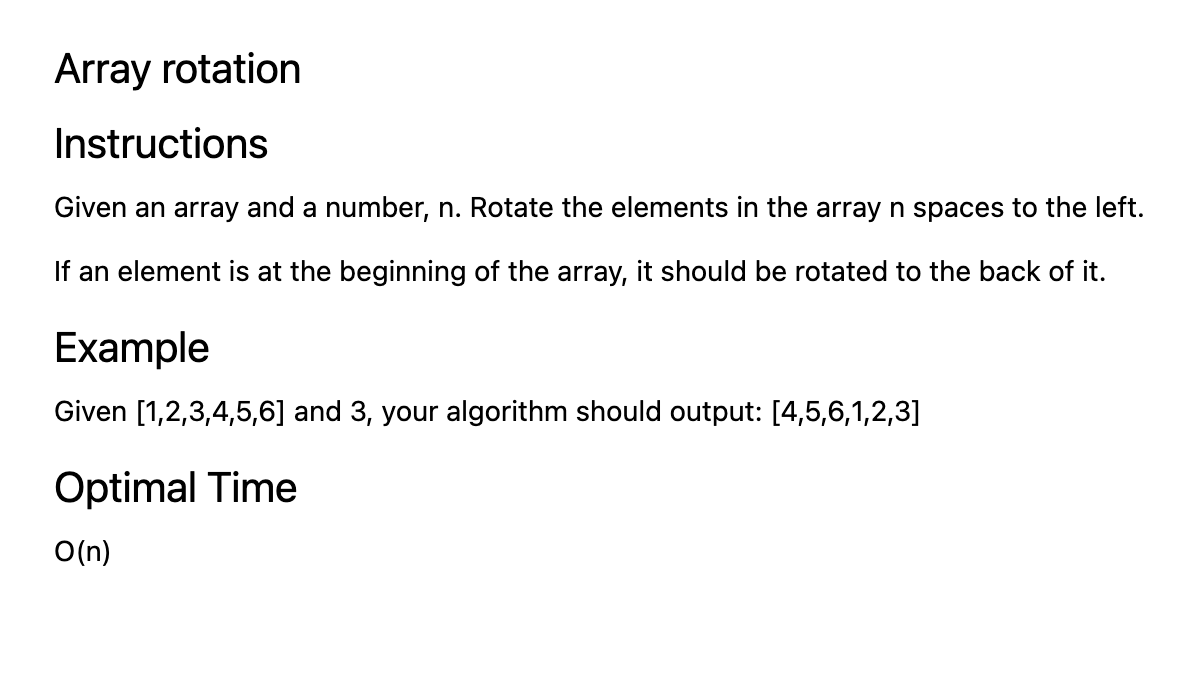 Array rotation
Instructions
Given an array and a number, n. Rotate the elements in the array n spaces to the left.
If an element is at the beginning of the array, it should be rotated to the back of it.
Example
Given [1,2,3,4,5,6] and 3, your algorithm should output: [4,5,6,1,2,3]
Optimal Time
O(n)